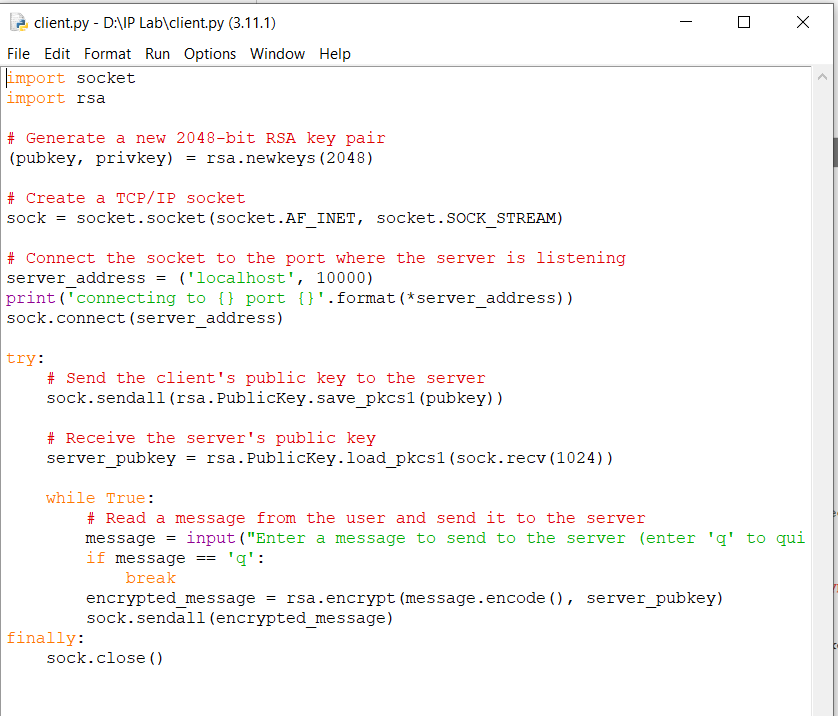 client.py - D:\IP Lab\client.py (3.11.1)
File Edit Format Run Options Window Help
import socket
import rsa
# Generate a new 2048-bit RSA key pair
(pubkey, privkey) = rsa.newkeys(2048)
# Create a TCP/IP socket
sock = socket.socket(socket.AF_INET, socket.SOCK_STREAM)
# Connect the socket to the port where the server is listening
server_address = ('localhost', 10000)
print('connecting to {} port {}'.format(*server_address))
sock.connect(server_address)
try:
    # Send the client's public key to the server
    sock.sendall(rsa.PublicKey.save_pkcs1(pubkey))
    # Receive the server's public key
    server_pubkey = rsa.PublicKey.load_pkcs1(sock.recv(1024))
    while True:
        # Read a message from the user and send it to the server
        message = input("Enter a message to send to the server (enter 'q' to qui
        if message == 'q':
            break
        encrypted_message = rsa.encrypt(message.encode(), server_pubkey)
        sock.sendall(encrypted_message)
finally:
    sock.close()